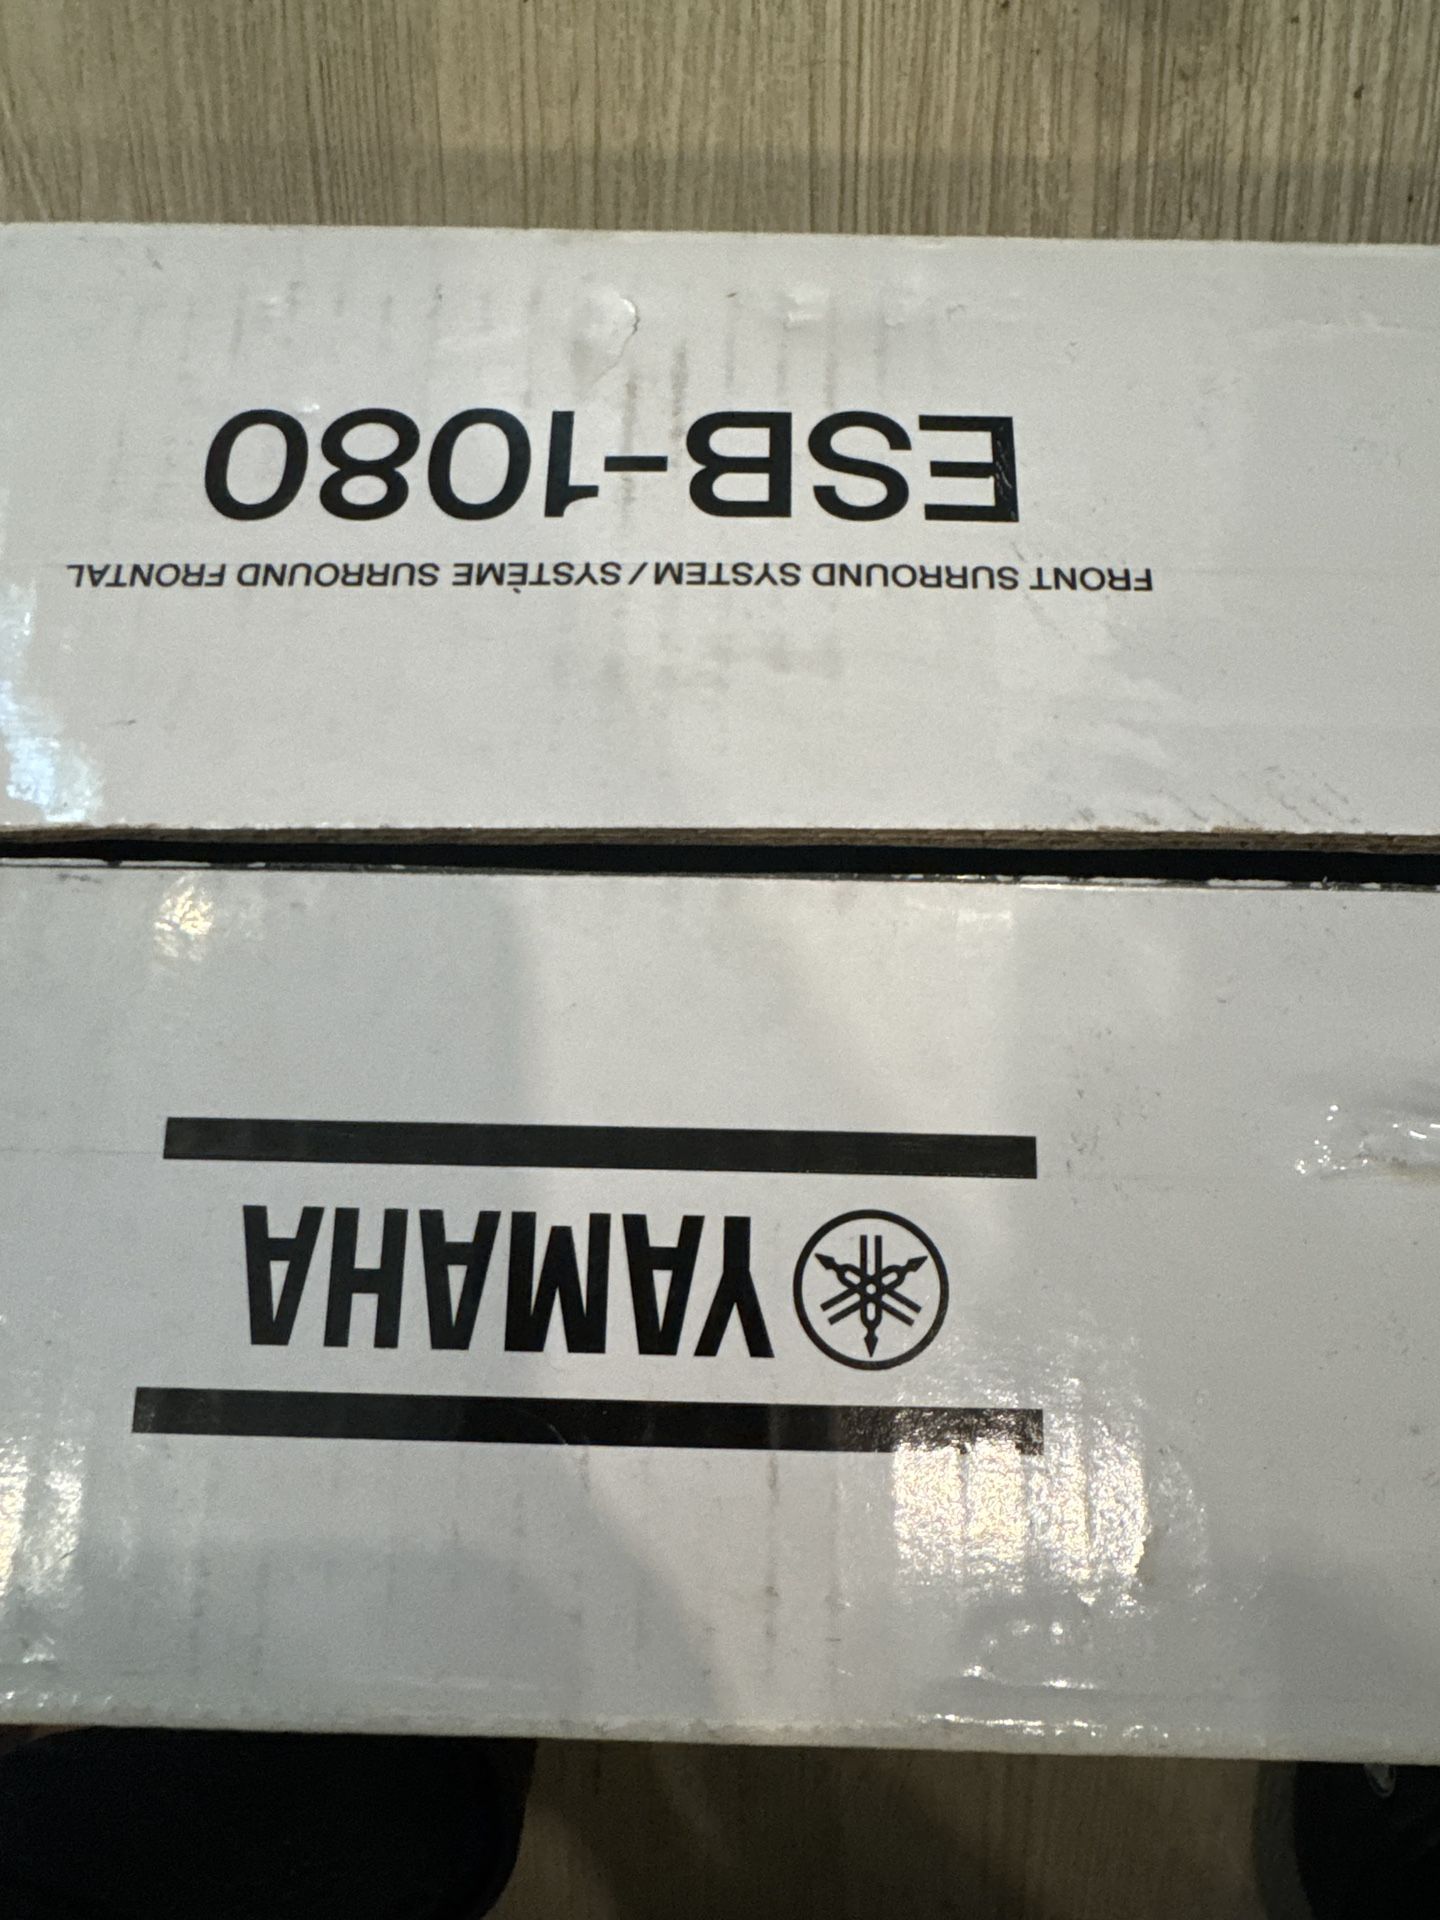 YAMAHA
FRONT SURROUND SYSTEM / SYSTÈME SURROUND FRONTAL
ESB-1080